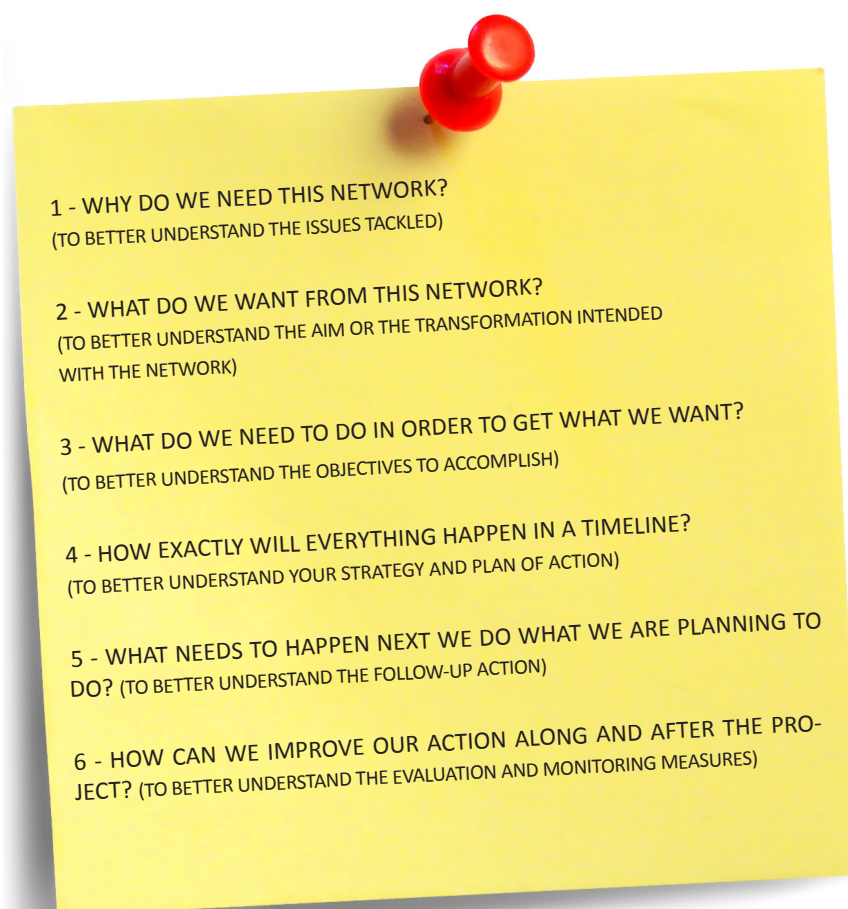 1 - WHY DO WE NEED THIS NETWORK?
(TO BETTER UNDERSTAND THE ISSUES TACKLED)
2 - WHAT DO WE WANT FROM THIS NETWORK?
(TO BETTER UNDERSTAND THE AIM OR THE TRANSFORMATION INTENDED
WITH THE NETWORK)
3 - WHAT DO WE NEED TO DO IN ORDER TO GET WHAT WE WANT?
(TO BETTER UNDERSTAND THE OBJECTIVES TO ACCOMPLISH)
4 - HOW EXACTLY WILL EVERYTHING HAPPEN IN A TIMELINE?
(TO BETTER UNDERSTAND YOUR STRATEGY AND PLAN OF ACTION)
5 - WHAT NEEDS TO HAPPEN NEXT WE DO WHAT WE ARE PLANNING TO
DO? (TO BETTER UNDERSTAND THE FOLLOW-UP ACTION)
6 - HOW CAN WE IMPROVE OUR ACTION ALONG AND AFTER THE PRO-
JECT? (TO BETTER UNDERSTAND THE EVALUATION AND MONITORING MEASURES)